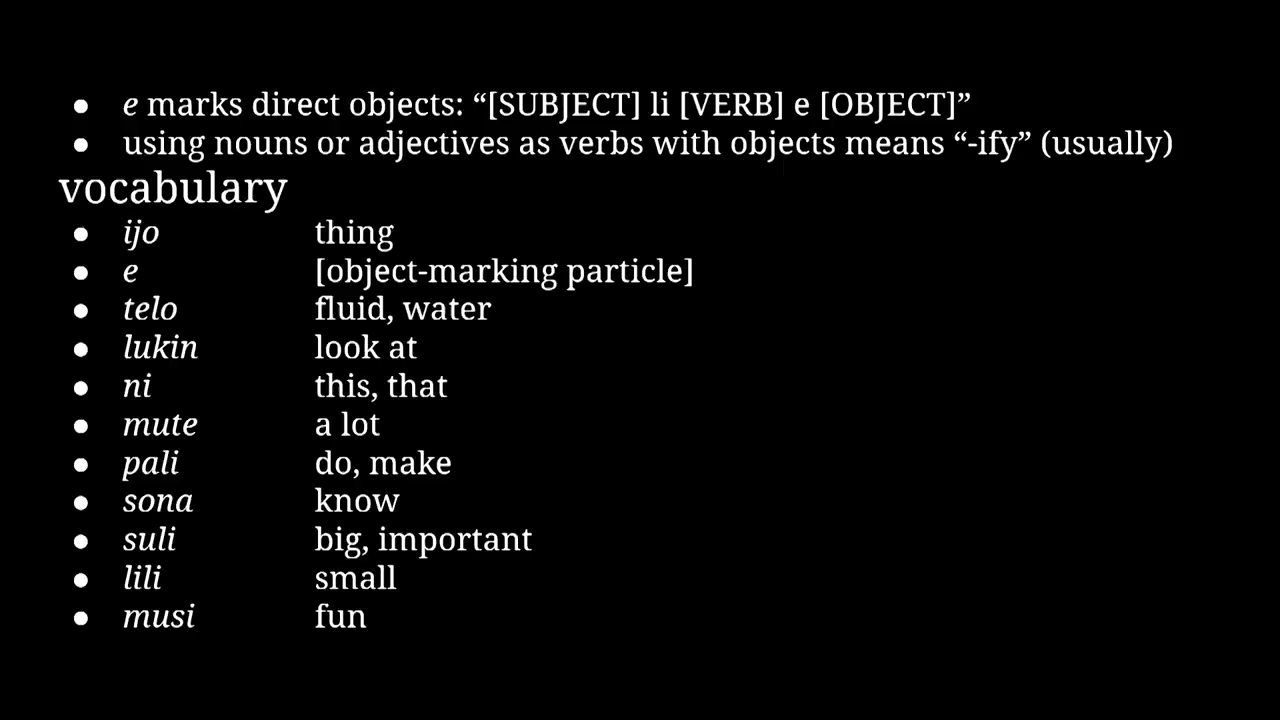 ● e marks direct objects: “[SUBJECT] li [VERB] e [OBJECT]”
● using nouns or adjectives as verbs with objects means “-ify” (usually)
vocabulary
● ijo thing
● e [object-marking particle]
● telo fluid, water
● lukin look at
● ni this, that
● mute a lot
● pali do, make
● sona know
● suli big, important
● lili small
● musi fun